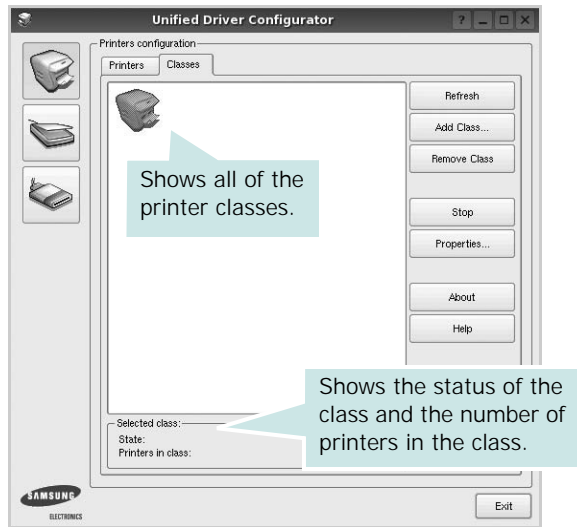 Unified Driver Configurator
Printers configuration
Printers
Classes
Refresh
Add Class...
Remove Class
Shows all of the
printer classes.
Stop
Properties...
About
Help
Shows the status of the
class and the number of
printers in the class.
Selected class:
State:
Printers in class:
SAMSUNG
ELECTRONICS
Exit